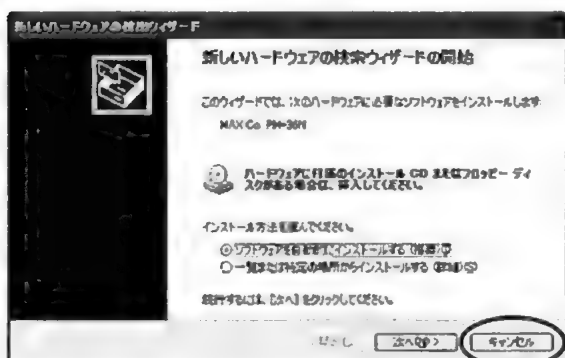 新しいハードウェアの検出ウィザード
新しいハードウェアの検索ウィザードの開始
このウィザードでは、次のハードウェアに必要なソフトウェアをインストールします:
MAX Co PM-36N
ハードウェアに付属のインストール CD またはフロッピー ディ
スクがある場合は、挿入してください。
インストール方法を選んでください。
ソフトウェアを自動的にインストールする (推奨)(I)
一覧または特定の場所からインストールする (詳細)(S)
続行するには、[次へ] をクリックしてください。
次へ(N) >
キャンセル